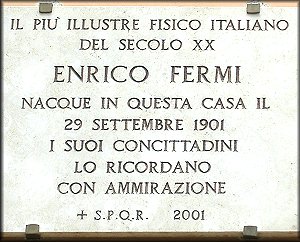 IL PIU' ILLUSTRE FISICO ITALIANO
DEL SECOLO XX
ENRICO FERMI
NACQUE IN QUESTA CASA IL
29 SETTEMBRE 1901
I SUOI CONCITTADINI
LO RICORDANO
CON AMMIRAZIONE
+ S.P.Q.R. 2001